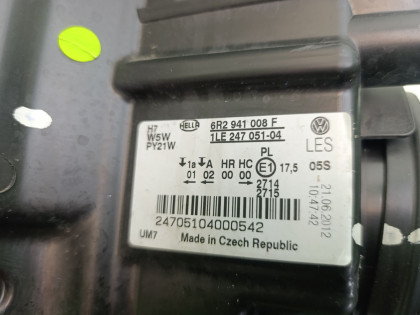 H7
W5W
PY21W
HELLA
6R2 941 008 F
1LE 247 051-04
LES
PL
1a A HR HC E1 17,5 05S
01 02 00 00
2714
2715
21.06.2012
10:47:42
24705104000542
UM7 Made in Czech Republic